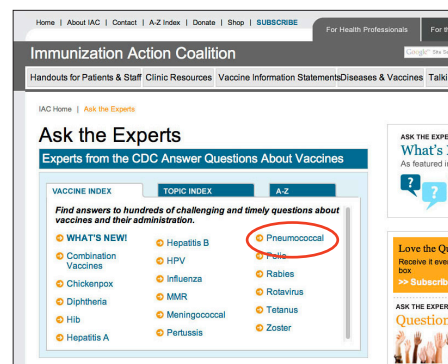 Home | About IAC | Contact | A-Z Index | Donate | Shop | SUBSCRIBE
For Health Professionals
For th
Immunization Action Coalition
Google
Handouts for Patients & Staff Clinic Resources Vaccine Information Statements Diseases & Vaccines Talki
IAC Home | Ask the Experts
Ask the Experts
Experts from the CDC Answer Questions About Vaccines
VACCINE INDEX
TOPIC INDEX
A-Z
Find answers to hundreds of challenging and timely questions about
vaccines and their administration.
WHAT'S NEW!
Combination
Vaccines
Chickenpox
Diphtheria
Hib
Hepatitis A
Hepatitis B
HPV
Influenza
MMR
Meningococcal
Pertussis
Pneumococcal
Polio
Rabies
Rotavirus
Tetanus
Zoster
ASK THE EXPE
What's
As featured i
?
?
Love the Qu
Receive it eve
box
>> Subscrib
ASK THE EXPER
Question